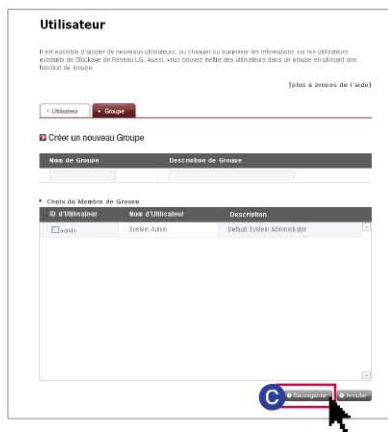 Utilisateur
Il est possible d'ajouter de nouveaux utilisateurs, ou changer ou supprimer les informations sur les utilisateurs
existants de Stockage de Réseau LG. Aussi, vous pouvez mettre des utilisateurs dans un groupe en utilisant une
fonction de groupe.
[plus à propos de l'aide]
Utilisateur
Groupe
Créer un nouveau Groupe
Nom de Groupe Description de Groupe
Choix de Membre de Groupe
ID d'Utilisateur Nom d'Utilisateur Description
admin System Admin Default System Administrator
C Sauvegarde Annuler